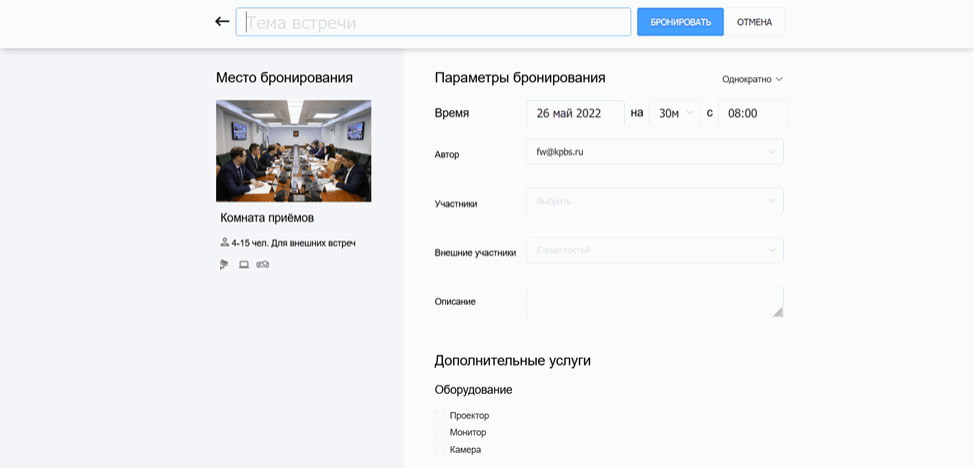 Тема встречи
БРОНИРОВАТЬ
ОТМЕНА
Место бронирования
Комната приёмов
4-15 чел. Для внешних встреч
Параметры бронирования
Однократно
Время 26 май 2022 на 30м с 08:00
Автор fw@kpbs.ru
Участники Выбрать
Внешние участники E-mail гостей
Описание
Дополнительные услуги
Оборудование
Проектор
Монитор
Камера